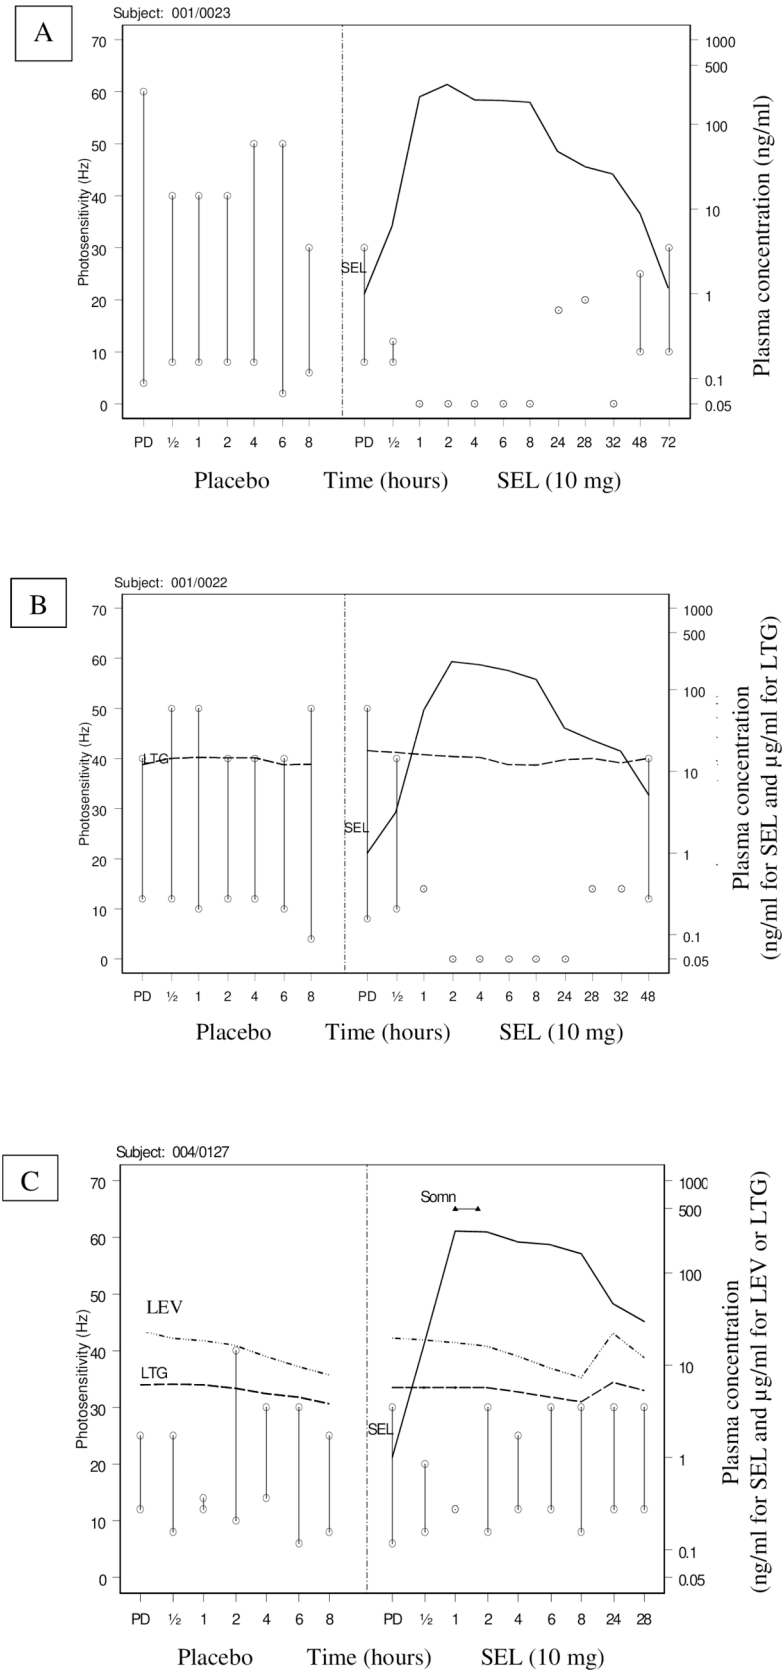 A
Subject: 001/0023
70
60
50
40
30
20
10
0
Photosensitivity (Hz)
SEL
1000
500
100
10
1
0.1
0.05
Plasma concentration (ng/ml)
PD ½ 1 2 4 6 8 PD ½ 1 2 4 6 8 24 28 32 48 72
Placebo Time (hours) SEL (10 mg)
B
Subject: 001/0022
70
60
50
40
30
20
10
0
Photosensitivity (Hz)
LTG
SEL
1000
500
100
10
1
0.1
0.05
Plasma concentration
(ng/ml for SEL and µg/ml for LTG)
PD ½ 1 2 4 6 8 PD ½ 1 2 4 6 8 24 28 32 48
Placebo Time (hours) SEL (10 mg)
C
Subject: 004/0127
70
60
50
40
30
20
10
0
Photosensitivity (Hz)
Somn
LEV
LTG
SEL
1000
500
100
10
1
0.1
0.05
Plasma concentration
(ng/ml for SEL and µg/ml for LEV or LTG)
PD ½ 1 2 4 6 8 PD ½ 1 2 4 6 8 24 28
Placebo Time (hours) SEL (10 mg)